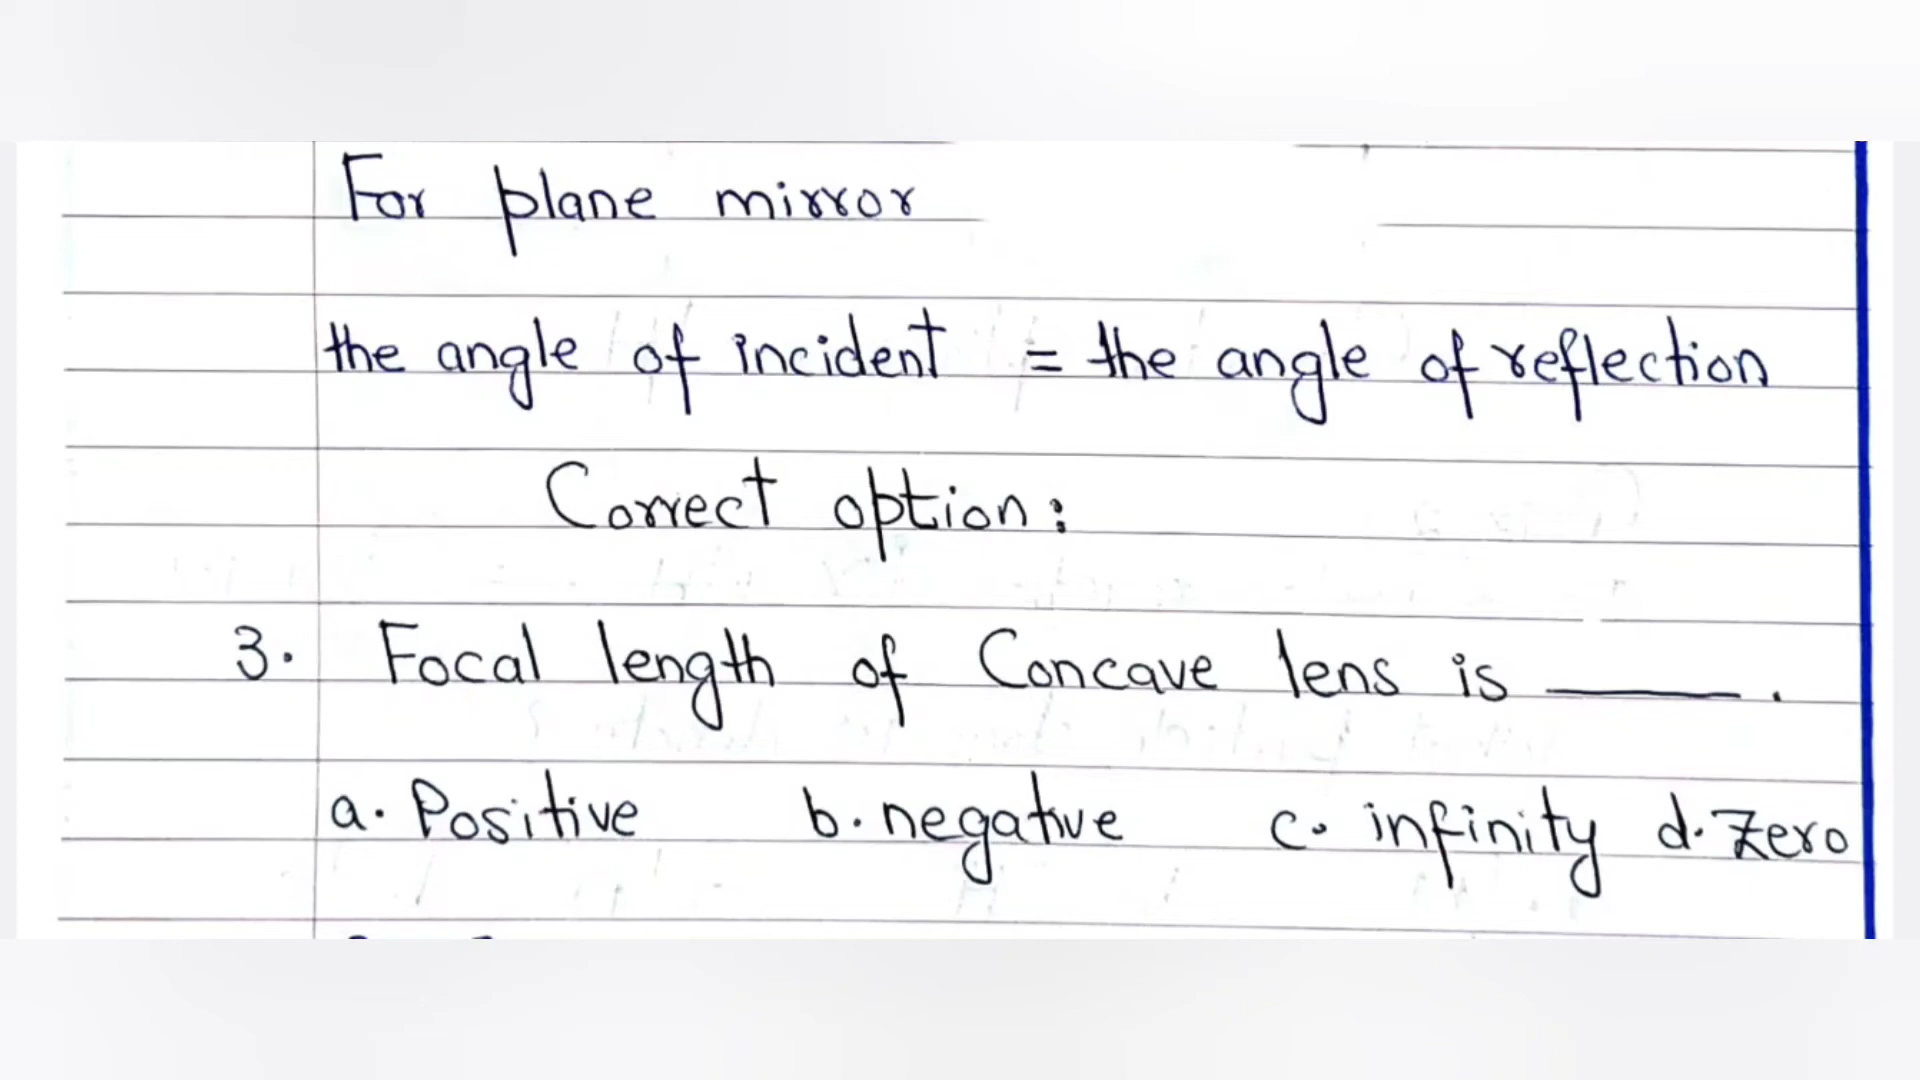 For plane mirror
the angle of incident = the angle of reflection
Correct option:
3. Focal length of Concave lens is ______.
a. Positive b. negative c. infinity d. Zero